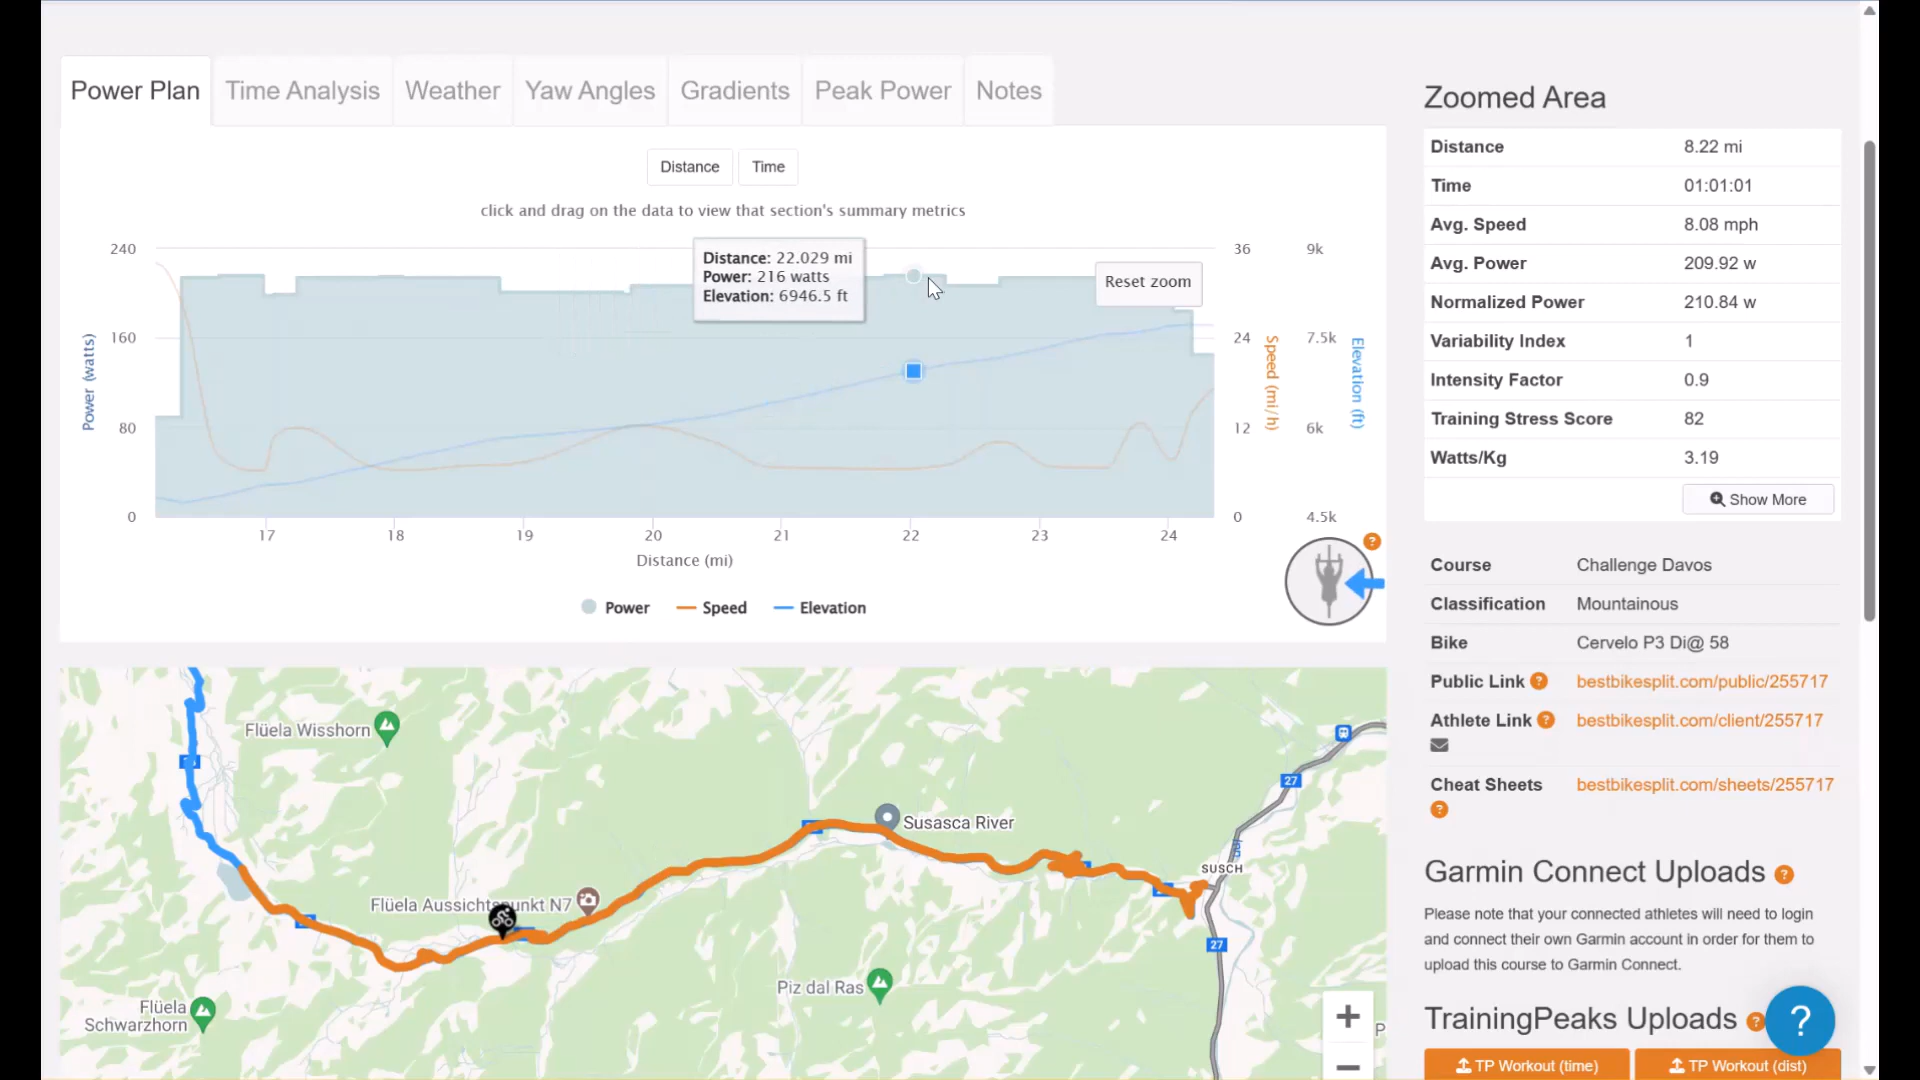 Power Plan
Time Analysis
Weather
Yaw Angles
Gradients
Peak Power
Notes
Distance
Time
click and drag on the data to view that section's summary metrics
240
160
80
0
Power (watts)
Distance: 22.029 mi
Power: 216 watts
Elevation: 6946.5 ft
Reset zoom
36
24
12
0
Speed (mi/h)
9k
7.5k
6k
4.5k
Elevation (ft)
17
18
19
20
21
22
23
24
Distance (mi)
?
Power
Speed
Elevation
Flüela Wisshorn
Susasca River
27
Inn
SUSCH
Flüela Aussichtspunkt N7
27
Piz dal Ras
Flüela
Schwarzhorn
+
P
−
Zoomed Area
Distance 8.22 mi
Time 01:01:01
Avg. Speed 8.08 mph
Avg. Power 209.92 w
Normalized Power 210.84 w
Variability Index 1
Intensity Factor 0.9
Training Stress Score 82
Watts/Kg 3.19
Show More
Course Challenge Davos
Classification Mountainous
Bike Cervelo P3 Di@ 58
Public Link ? bestbikesplit.com/public/255717
Athlete Link ? bestbikesplit.com/client/255717
Cheat Sheets bestbikesplit.com/sheets/255717
?
Garmin Connect Uploads ?
Please note that your connected athletes will need to login
and connect their own Garmin account in order for them to
upload this course to Garmin Connect.
TrainingPeaks Uploads ?
?
TP Workout (time)
TP Workout (dist)